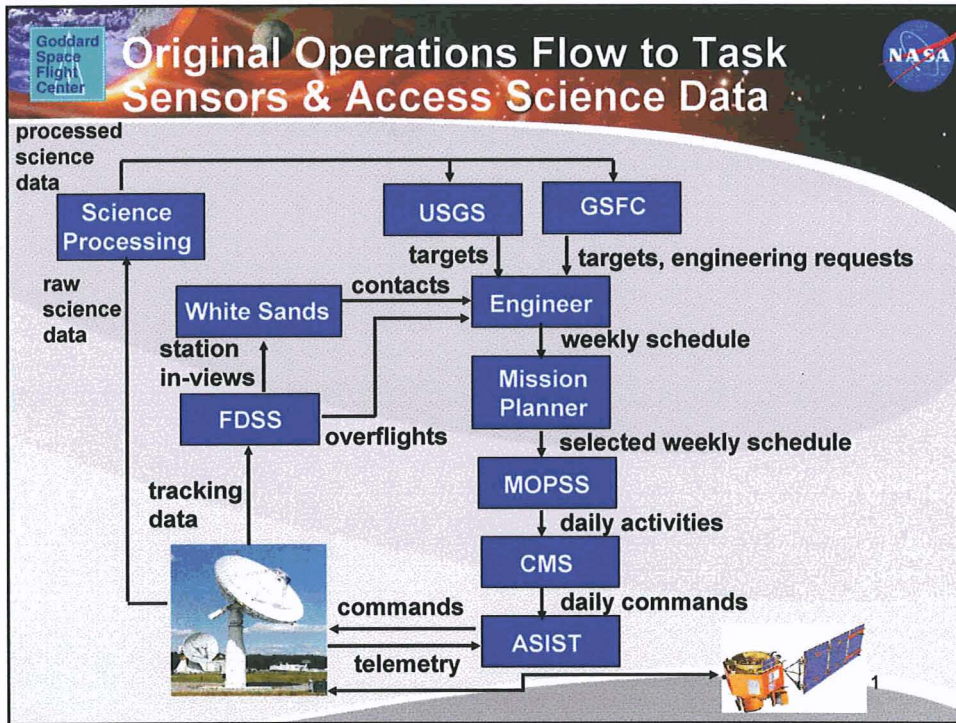 Goddard
Space
Flight
Center
Original Operations Flow to Task
Sensors & Access Science Data
NASA
processed
science
data
Science
Processing
USGS
GSFC
targets
targets, engineering requests
raw
science
data
contacts
White Sands
Engineer
station
in-views
weekly schedule
Mission
Planner
FDSS
overflights
selected weekly schedule
MOPSS
tracking
data
daily activities
CMS
commands
daily commands
ASIST
telemetry
1